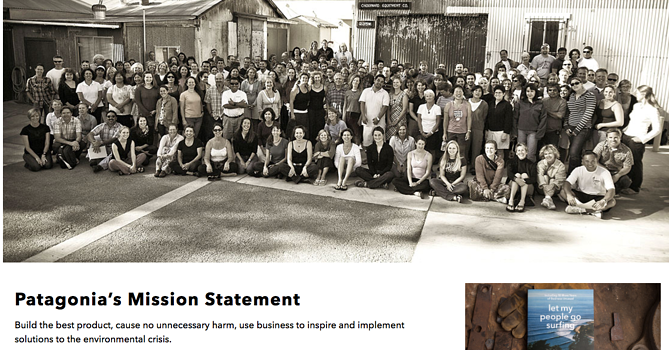 CHOUINARD EQUIPMENT CO.
Patagonia's Mission Statement
Build the best product, cause no unnecessary harm, use business to inspire and implement
solutions to the environmental crisis.
let my
people go
surfing